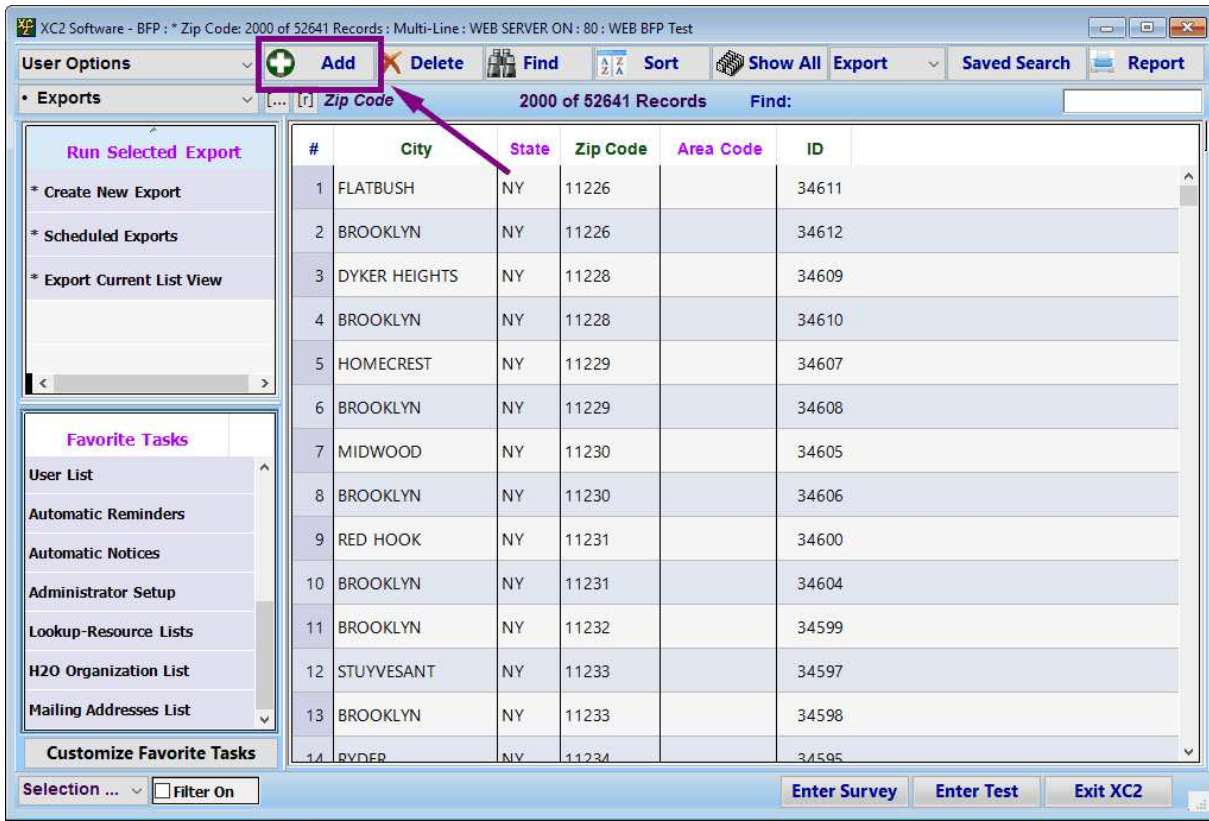 XC2 Software - BFP : * Zip Code: 2000 of 52641 Records : Multi-Line : WEB SERVER ON : 80 : WEB BFP Test
User Options Add Delete Find Sort Show All Export Saved Search Report
• Exports [... [r] Zip Code 2000 of 52641 Records Find:
Run Selected Export
* Create New Export
* Scheduled Exports
* Export Current List View
Favorite Tasks
User List
Automatic Reminders
Automatic Notices
Administrator Setup
Lookup-Resource Lists
H2O Organization List
Mailing Addresses List
Customize Favorite Tasks
# City State Zip Code Area Code ID
1 FLATBUSH NY 11226 34611
2 BROOKLYN NY 11226 34612
3 DYKER HEIGHTS NY 11228 34609
4 BROOKLYN NY 11228 34610
5 HOMECREST NY 11229 34607
6 BROOKLYN NY 11229 34608
7 MIDWOOD NY 11230 34605
8 BROOKLYN NY 11230 34606
9 RED HOOK NY 11231 34600
10 BROOKLYN NY 11231 34604
11 BROOKLYN NY 11232 34599
12 STUYVESANT NY 11233 34597
13 BROOKLYN NY 11233 34598
14 RYDER NY 11234 34595
Selection ... Filter On Enter Survey Enter Test Exit XC2